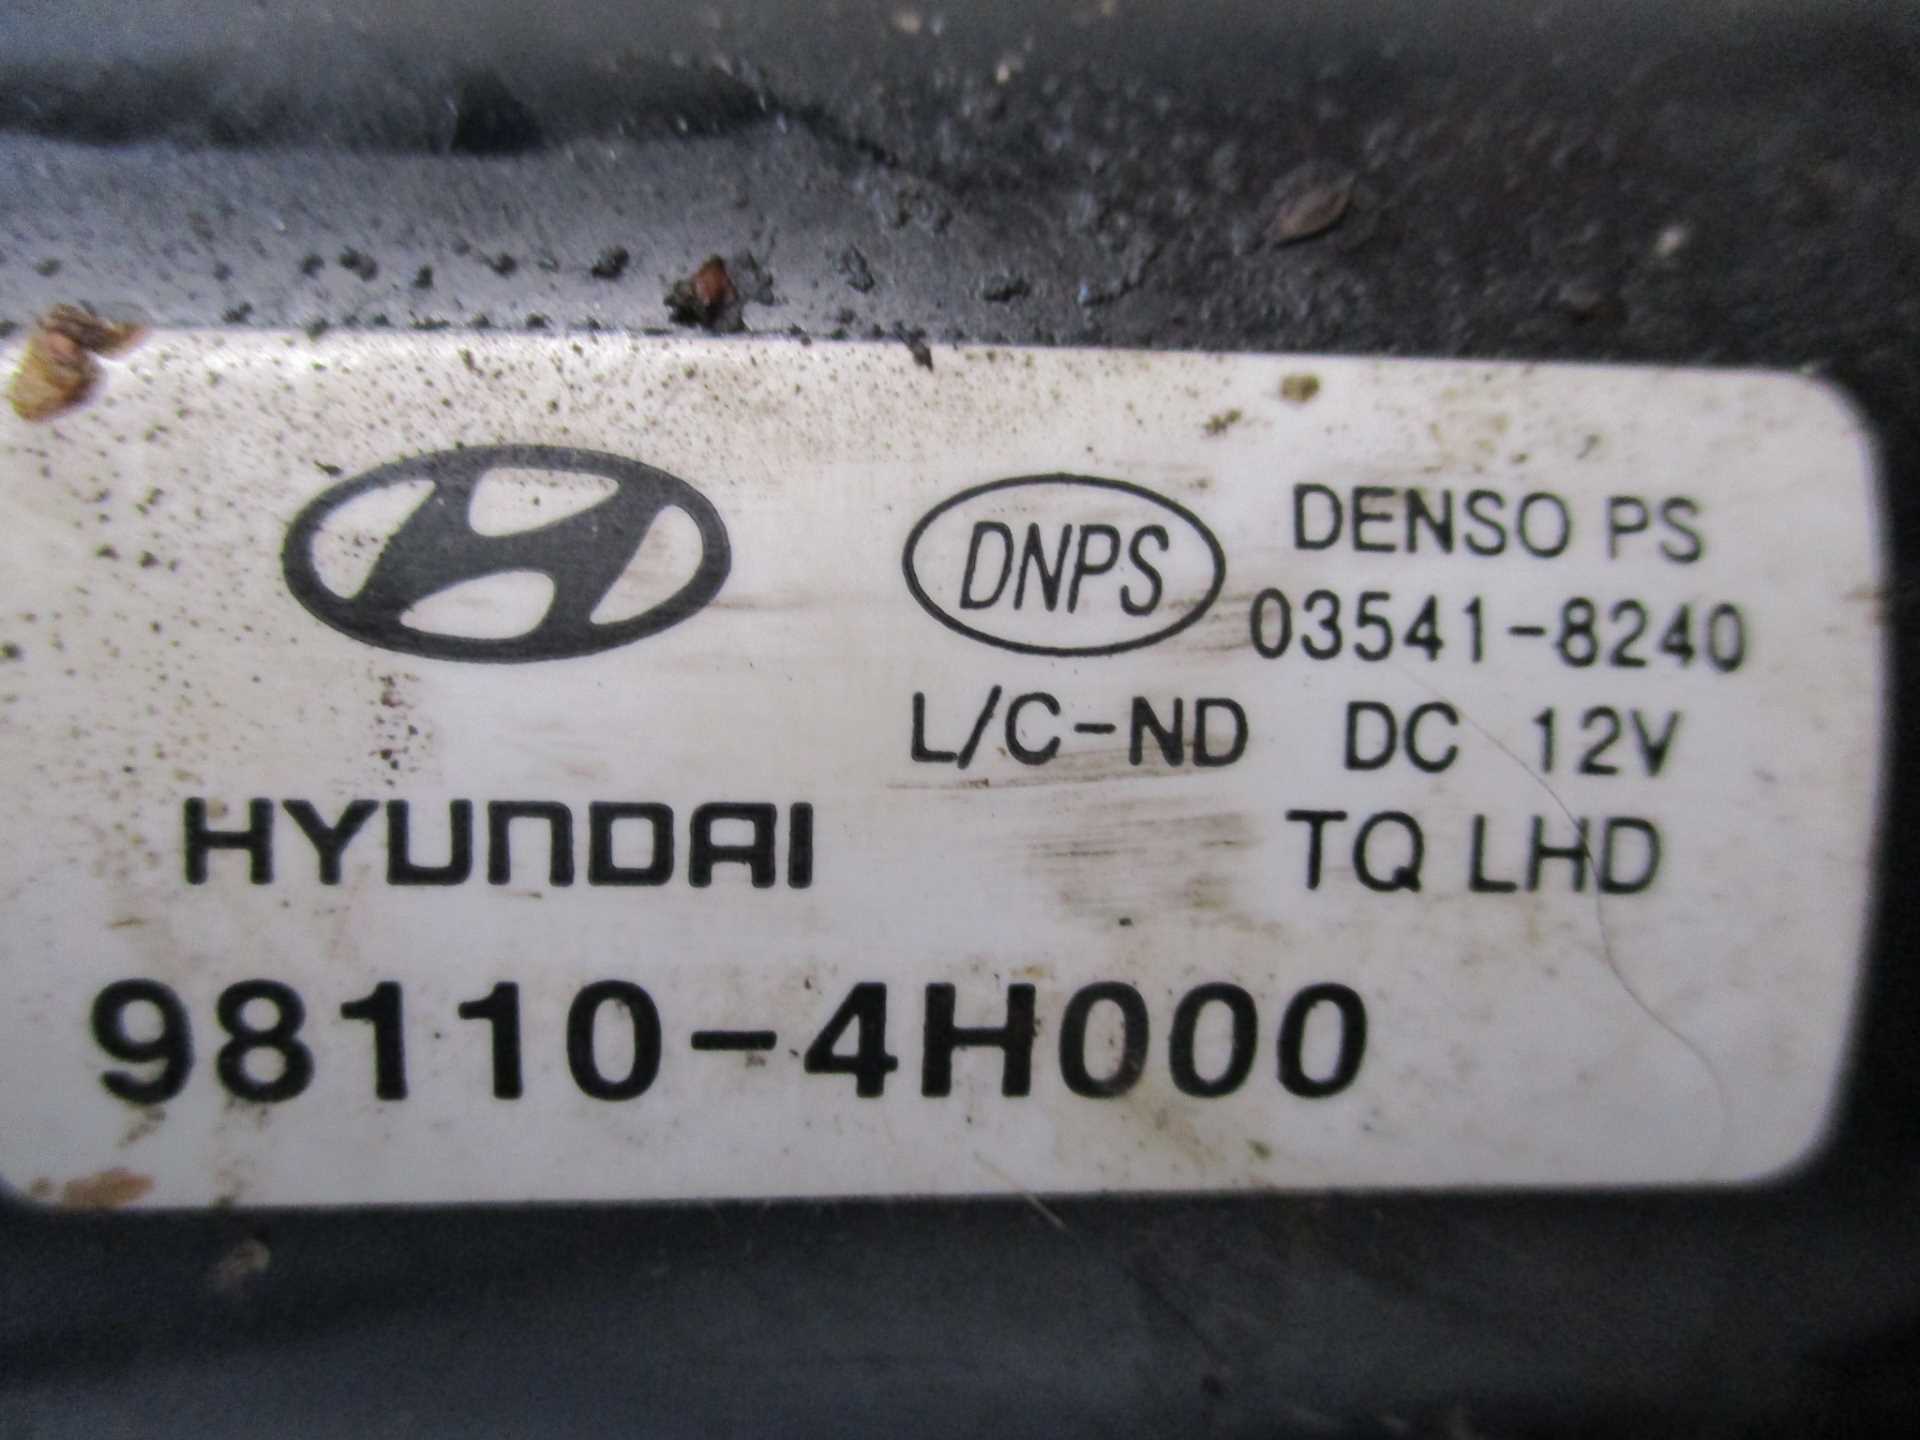 DNPS
DENSO PS
03541-8240
L/C-ND DC 12V
HYUNDAI
TQ LHD
98110-4H000